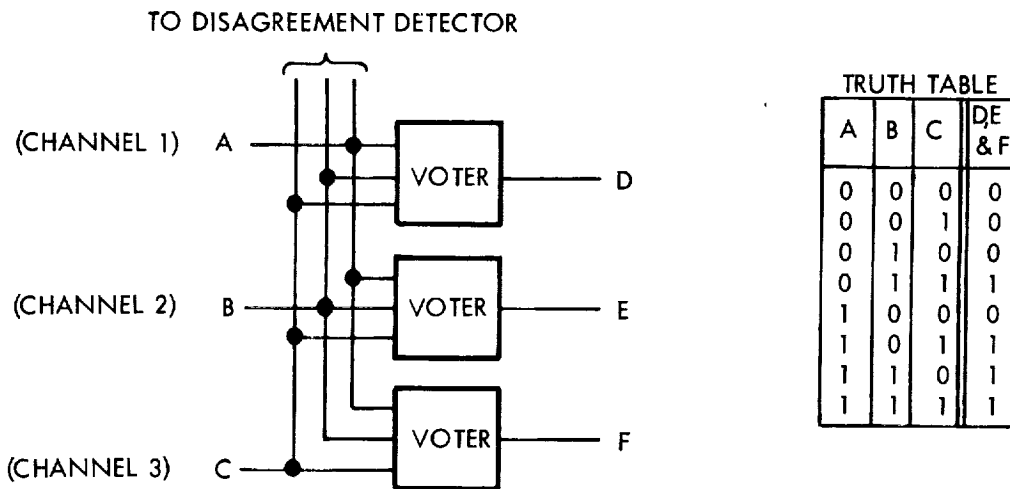 TO DISAGREEMENT DETECTOR
(CHANNEL 1) A
VOTER
D
(CHANNEL 2) B
VOTER
E
(CHANNEL 3) C
VOTER
F
TRUTH TABLE
A B C D,E & F
0 0 0 0
0 0 1 0
0 1 0 0
0 1 1 1
1 0 0 0
1 0 1 1
1 1 0 1
1 1 1 1